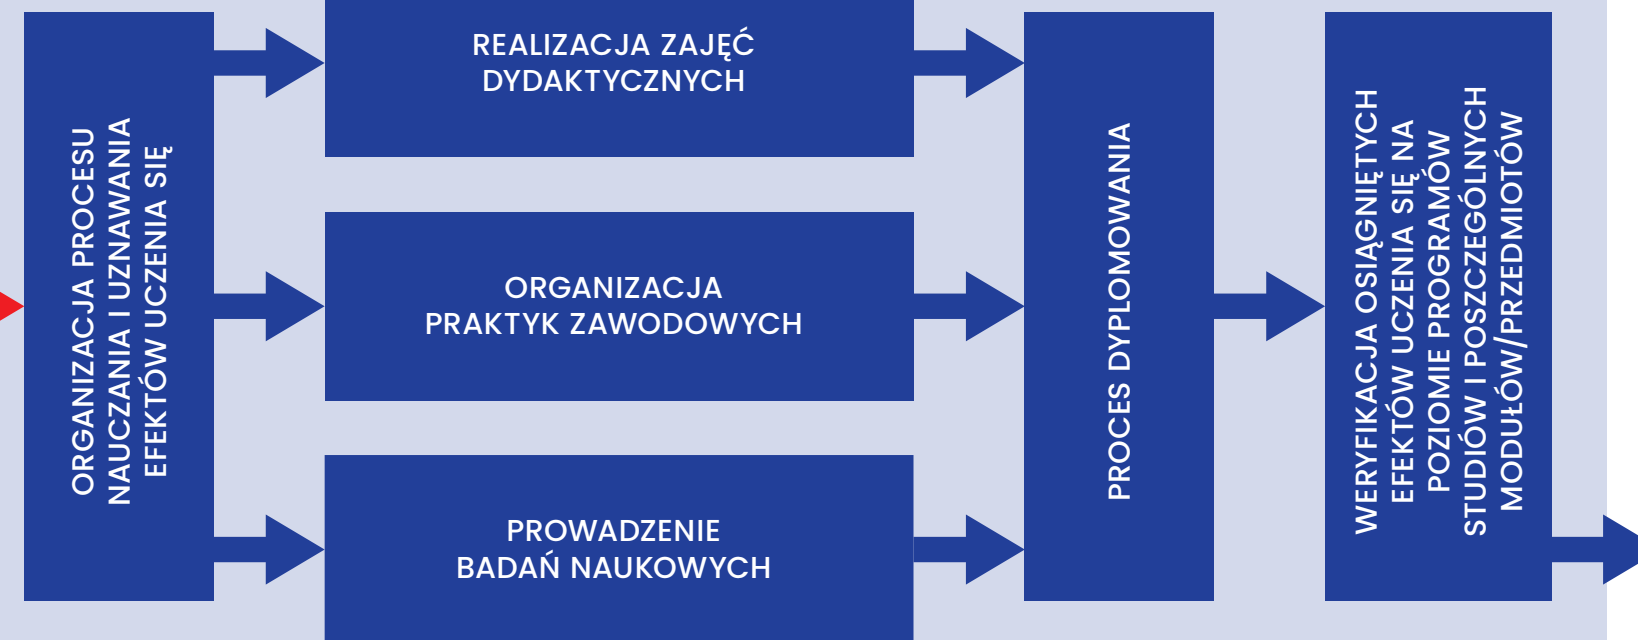 ORGANIZACJA PROCESU
NAUCZANIA I UZNAWANIA
EFEKTÓW UCZENIA SIĘ
REALIZACJA ZAJĘĆ
DYDAKTYCZNYCH
ORGANIZACJA
PRAKTYK ZAWODOWYCH
PROWADZENIE
BADAŃ NAUKOWYCH
PROCES DYPLOMOWANIA
WERYFIKACJA OSIĄGNIĘTYCH
EFEKTÓW UCZENIA SIĘ NA
POZIOMIE PROGRAMÓW
STUDIÓW I POSZCZEGÓLNYCH
MODUŁÓW/PRZEDMIOTÓW